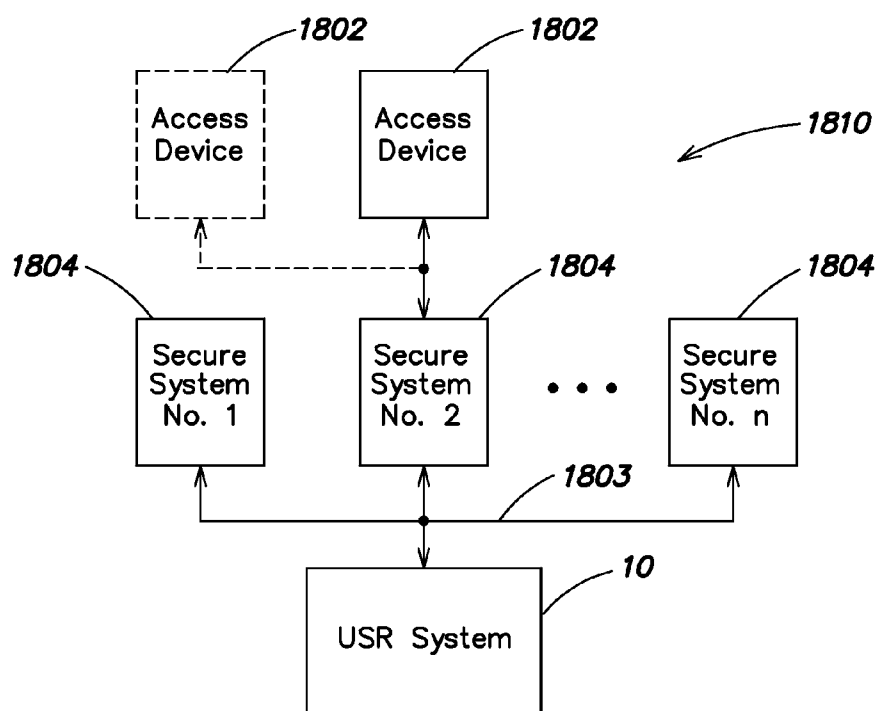 1802
1802
Access
Device
Access
Device
1810
1804
1804
1804
Secure
System
No. 1
Secure
System
No. 2
• • •
Secure
System
No. n
1803
10
USR System